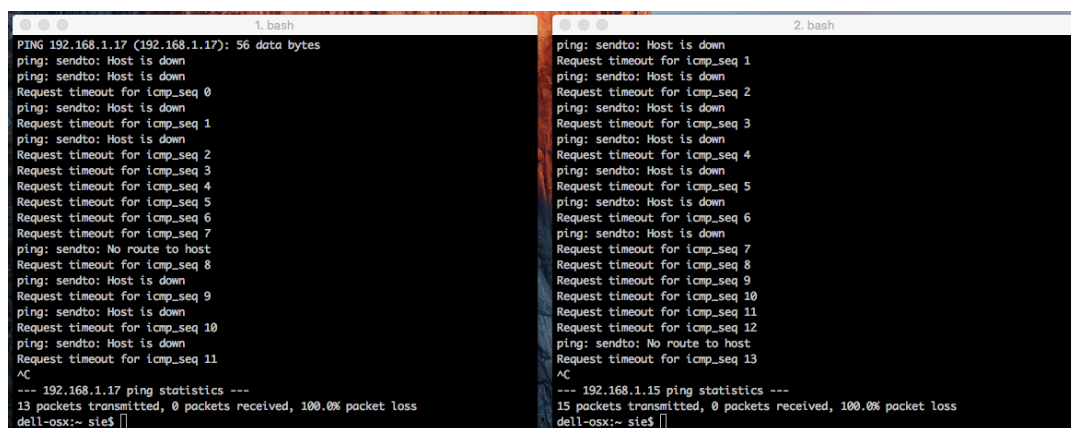 1. bash
PING 192.168.1.17 (192.168.1.17): 56 data bytes
ping: sendto: Host is down
ping: sendto: Host is down
Request timeout for icmp_seq 0
ping: sendto: Host is down
Request timeout for icmp_seq 1
ping: sendto: Host is down
Request timeout for icmp_seq 2
Request timeout for icmp_seq 3
Request timeout for icmp_seq 4
Request timeout for icmp_seq 5
Request timeout for icmp_seq 6
Request timeout for icmp_seq 7
ping: sendto: No route to host
Request timeout for icmp_seq 8
ping: sendto: Host is down
Request timeout for icmp_seq 9
ping: sendto: Host is down
Request timeout for icmp_seq 10
ping: sendto: Host is down
Request timeout for icmp_seq 11
^C
--- 192.168.1.17 ping statistics ---
13 packets transmitted, 0 packets received, 100.0% packet loss
dell-osx:~ sie$
2. bash
ping: sendto: Host is down
Request timeout for icmp_seq 1
ping: sendto: Host is down
Request timeout for icmp_seq 2
ping: sendto: Host is down
Request timeout for icmp_seq 3
ping: sendto: Host is down
Request timeout for icmp_seq 4
ping: sendto: Host is down
Request timeout for icmp_seq 5
ping: sendto: Host is down
Request timeout for icmp_seq 6
ping: sendto: Host is down
Request timeout for icmp_seq 7
Request timeout for icmp_seq 8
Request timeout for icmp_seq 9
Request timeout for icmp_seq 10
Request timeout for icmp_seq 11
Request timeout for icmp_seq 12
ping: sendto: No route to host
Request timeout for icmp_seq 13
^C
--- 192.168.1.15 ping statistics ---
15 packets transmitted, 0 packets received, 100.0% packet loss
dell-osx:~ sie$